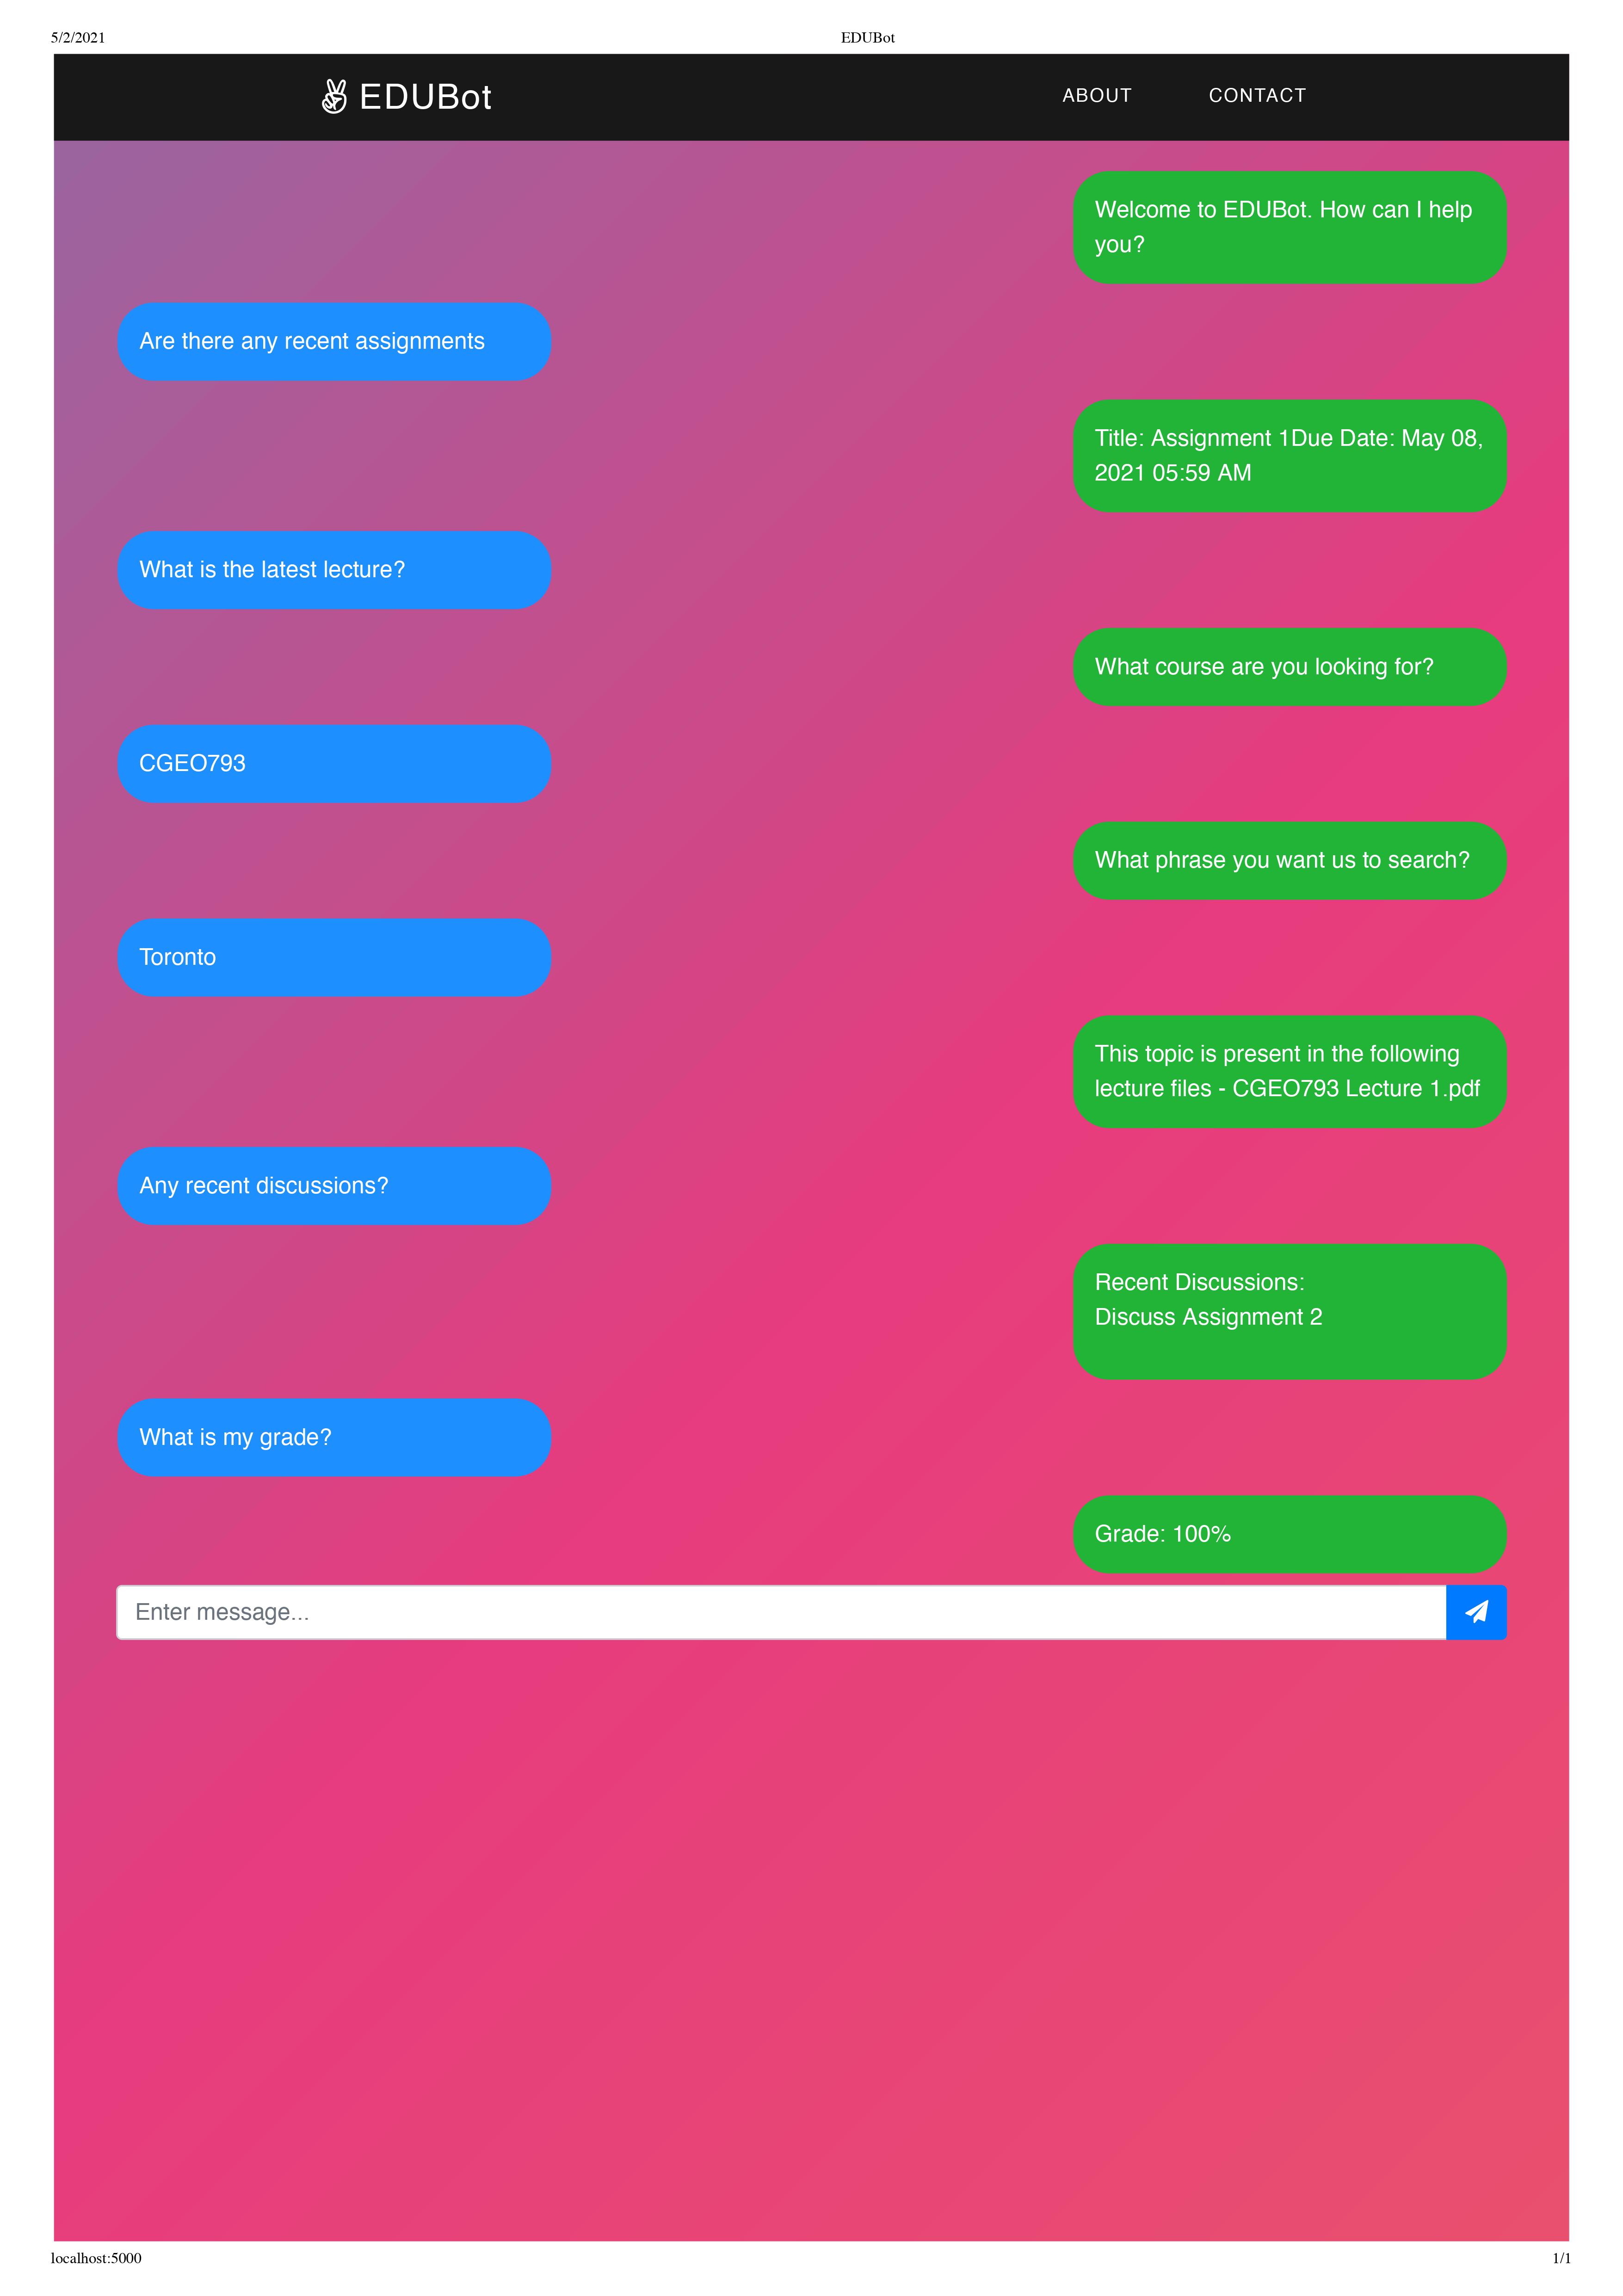 5/2/2021 EDUBot
EDUBot ABOUT CONTACT
Welcome to EDUBot. How can I help
you?
Are there any recent assignments
Title: Assignment 1Due Date: May 08,
2021 05:59 AM
What is the latest lecture?
What course are you looking for?
CGEO793
What phrase you want us to search?
Toronto
This topic is present in the following
lecture files - CGEO793 Lecture 1.pdf
Any recent discussions?
Recent Discussions:
Discuss Assignment 2
What is my grade?
Grade: 100%
Enter message...
localhost:5000 1/1